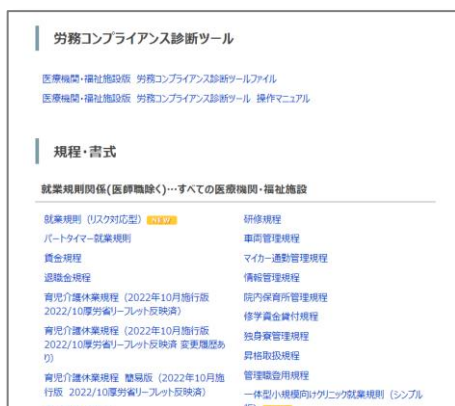 労務コンプライアンス診断ツール
医療機関・福祉施設版 労務コンプライアンス診断ツールファイル
医療機関・福祉施設版 労務コンプライアンス診断ツール 操作マニュアル
規程・書式
就業規則関係(医師職除く)…すべての医療機関・福祉施設
就業規則 (リスク対応型) NEW
パートタイマー就業規則
賃金規程
退職金規程
育児介護休業規程 (2022年10月施行版
2022/10厚労省リーフレット反映済)
育児介護休業規程 (2022年10月施行版
2022/10厚労省リーフレット反映済 変更履歴あ
り)
育児介護休業規程 簡易版 (2022年10月施
行版 2022/10厚労省リーフレット反映済)
研修規程
車両管理規程
マイカー通勤管理規程
情報管理規程
院内保育所管理規程
修学資金貸付規程
独身寮管理規程
昇格取扱規程
管理職登用規程
一体型小規模向けクリニック就業規則 (シンプル